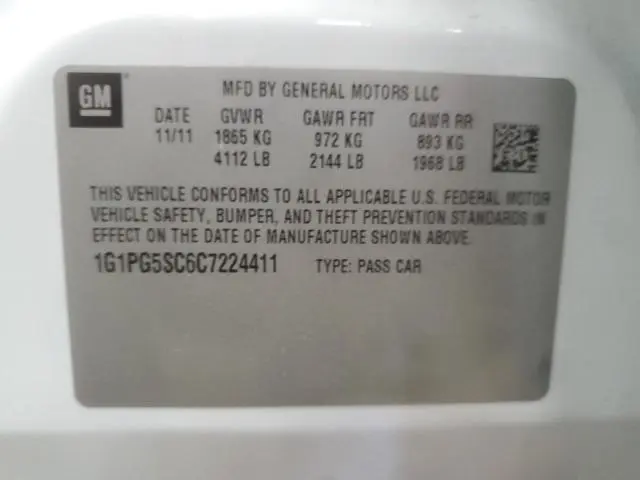 GM
MFD BY GENERAL MOTORS LLC
DATE GVWR GAWR FRT GAWR RR
11/11 1865 KG 972 KG 893 KG
4112 LB 2144 LB 1968 LB
THIS VEHICLE CONFORMS TO ALL APPLICABLE U.S. FEDERAL MOTOR
VEHICLE SAFETY, BUMPER, AND THEFT PREVENTION STANDARDS IN
EFFECT ON THE DATE OF MANUFACTURE SHOWN ABOVE.
1G1PG5SC6C7224411 TYPE: PASS CAR